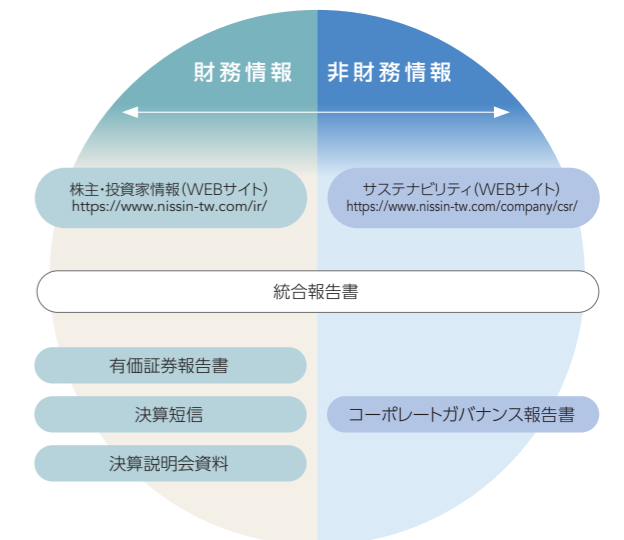 財務情報
非財務情報
株主・投資家情報(WEBサイト)
https://www.nissin-tw.com/ir/
サステナビリティ(WEBサイト)
https://www.nissin-tw.com/company/csr/
統合報告書
有価証券報告書
決算短信
コーポレートガバナンス報告書
決算説明会資料